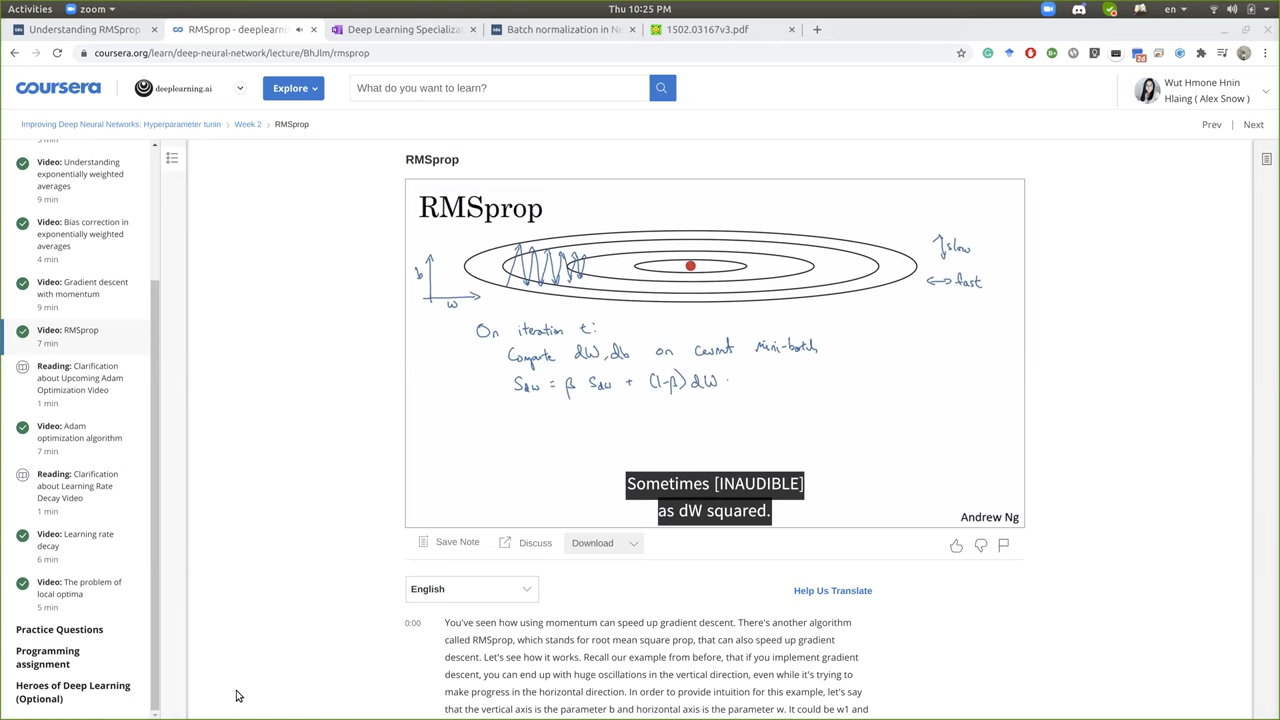 Activities
zoom
Thu 10:25 PM
en
Understanding RMSprop
RMSprop - deeplearni
Deep Learning Specializa
Batch normalization in Ne
1502.03167v3.pdf
coursera.org/learn/deep-neural-network/lecture/BhJlm/rmsprop
coursera
deeplearning.ai
Explore
What do you want to learn?
Wut Hmone Hnin
Hlaing ( Alex Snow )
Improving Deep Neural Networks: Hyperparameter tunin > Week 2 > RMSprop
Prev | Next
5 min
Video: Understanding
exponentially weighted
averages
9 min
Video: Bias correction in
exponentially weighted
averages
4 min
Video: Gradient descent
with momentum
9 min
Video: RMSprop
7 min
Reading: Clarification
about Upcoming Adam
Optimization Video
1 min
Video: Adam
optimization algorithm
7 min
Reading: Clarification
about Learning Rate
Decay Video
1 min
Video: Learning rate
decay
6 min
Video: The problem of
local optima
5 min
Practice Questions
Programming
assignment
Heroes of Deep Learning
(Optional)
RMSprop
RMSprop
b
w
slow
fast
On iteration t:
Compute dW, db on current mini-batch
Sdw = β Sdw + (1-β) dW
Sometimes [INAUDIBLE]
as dW squared.
Andrew Ng
Save Note
Discuss
Download
English
Help Us Translate
0:00
You've seen how using momentum can speed up gradient descent. There's another algorithm
called RMSprop, which stands for root mean square prop, that can also speed up gradient
descent. Let's see how it works. Recall our example from before, that if you implement gradient
descent, you can end up with huge oscillations in the vertical direction, even while it's trying to
make progress in the horizontal direction. In order to provide intuition for this example, let's say
that the vertical axis is the parameter b and horizontal axis is the parameter w. It could be w1 and